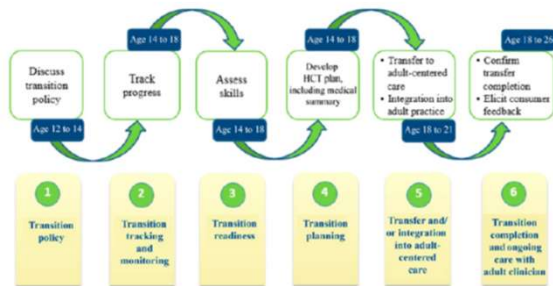 Age 14 to 18
Age 14 to 18
Age 18 to 26
Discuss
transition
policy
Track
progress
Assess
skills
Develop
HCT plan,
including medical
summary
• Transfer to
adult-centered
care
• Integration into
adult practice
• Confirm
transfer
completion
• Elicit consumer
feedback
Age 12 to 14
Age 14 to 18
Age 18 to 21
1
Transition
policy
2
Transition
tracking and
monitoring
3
Transition
readiness
4
Transition
planning
5
Transfer and/
or integration
into adult-
centered
care
6
Transition
completion
and ongoing
care with
adult clinician